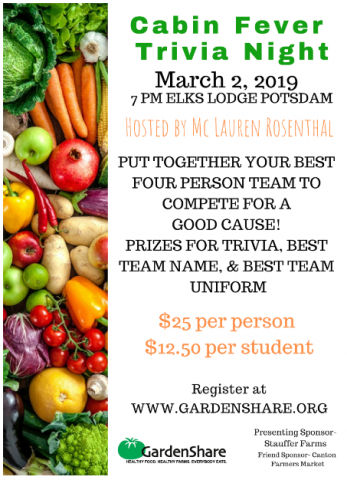 Cabin Fever
Trivia Night
March 2, 2019
7 PM ELKS LODGE POTSDAM
Hosted by Mc Lauren Rosenthal
PUT TOGETHER YOUR BEST
FOUR PERSON TEAM TO
COMPETE FOR A
GOOD CAUSE!
PRIZES FOR TRIVIA, BEST
TEAM NAME, & BEST TEAM
UNIFORM
$25 per person
$12.50 per student
Register at
WWW.GARDENSHARE.ORG
Presenting Sponsor-
Stauffer Farms
Friend Sponsor- Canton
Farmers Market
GardenShare
HEALTHY FOOD. HEALTHY FARMS. EVERYBODY EATS.